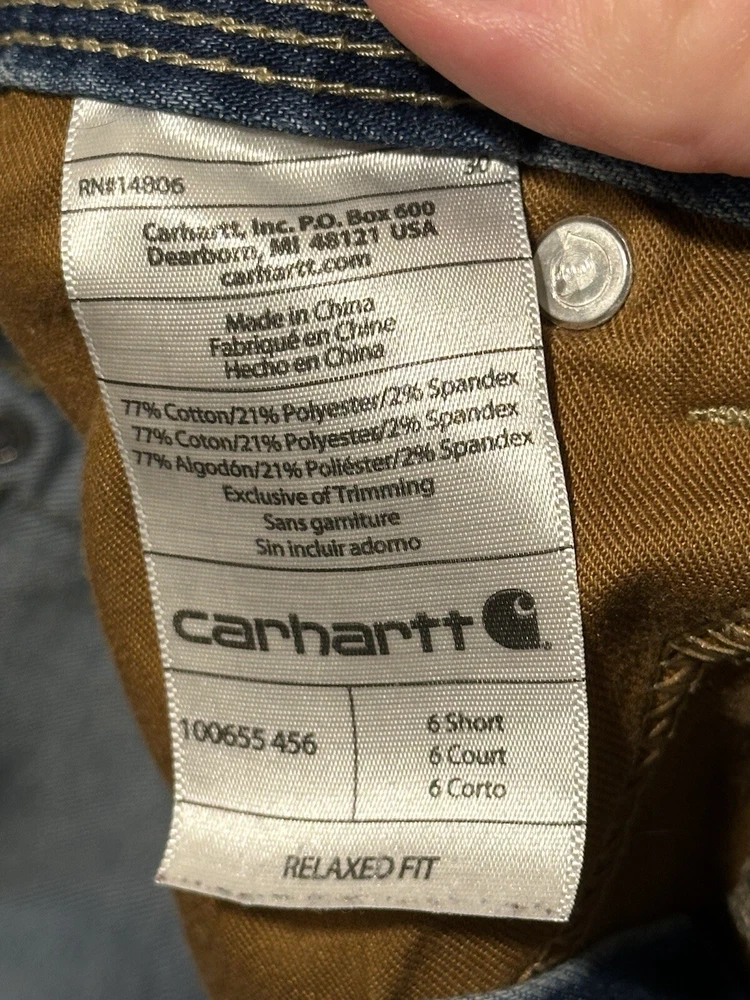 30
RN#14806
Carhartt, Inc. P.O. Box 600
Dearborn, MI 48121 USA
carhartt.com
Made in China
Fabriqué en Chine
Hecho en China
77% Cotton/21% Polyester/2% Spandex
77% Coton/21% Polyester/2% Spandex
77% Algodón/21% Poliéster/2% Spandex
Exclusive of Trimming
Sans garniture
Sin incluir adorno
carhartt
100655 456
6 Short
6 Court
6 Corto
RELAXED FIT